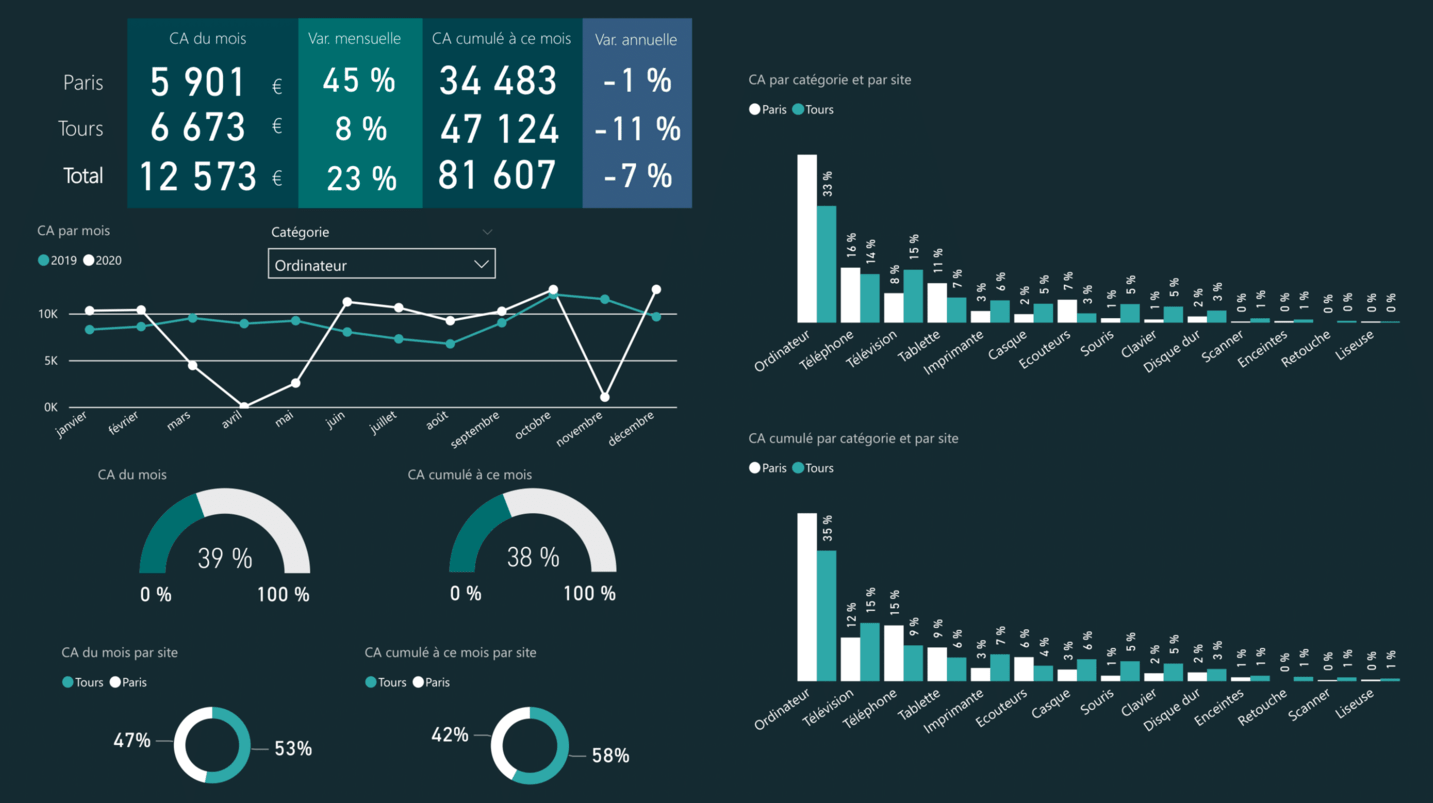 CA du mois Var. mensuelle CA cumulé à ce mois Var. annuelle
Paris 5 901 € 45 % 34 483 -1 %
Tours 6 673 € 8 % 47 124 -11 %
Total 12 573 € 23 % 81 607 -7 %
CA par mois
2019 2020
Catégorie
Ordinateur
10K
5K
0K
janvier février mars avril mai juin juillet août septembre octobre novembre décembre
CA du mois
39 %
0 % 100 %
CA cumulé à ce mois
38 %
0 % 100 %
CA du mois par site
Tours Paris
47% 53%
CA cumulé à ce mois par site
Tours Paris
42% 58%
CA par catégorie et par site
Paris Tours
33 % 16 % 14 % 8 % 15 % 11 % 7 % 3 % 6 % 2 % 5 % 7 % 3 % 1 % 5 % 1 % 5 % 2 % 3 % 0 % 1 % 0 % 1 % 0 % 0 % 0 % 0 %
Ordinateur Téléphone Télévision Tablette Imprimante Casque Ecouteurs Souris Clavier Disque dur Scanner Enceintes Retouche Liseuse
CA cumulé par catégorie et par site
Paris Tours
35 % 12 % 15 % 15 % 9 % 9 % 6 % 3 % 7 % 6 % 4 % 3 % 6 % 1 % 5 % 2 % 5 % 2 % 3 % 1 % 1 % 0 % 1 % 0 % 1 % 0 % 1 %
Ordinateur Télévision Téléphone Tablette Imprimante Ecouteurs Casque Souris Clavier Disque dur Enceintes Retouche Scanner Liseuse